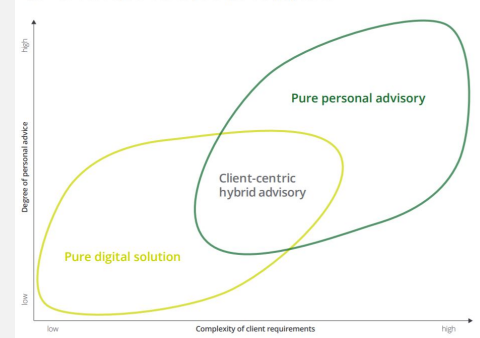 high
Pure personal advisory
Degree of personal advice
Client-centric
hybrid advisory
Pure digital solution
low
low
Complexity of client requirements
high